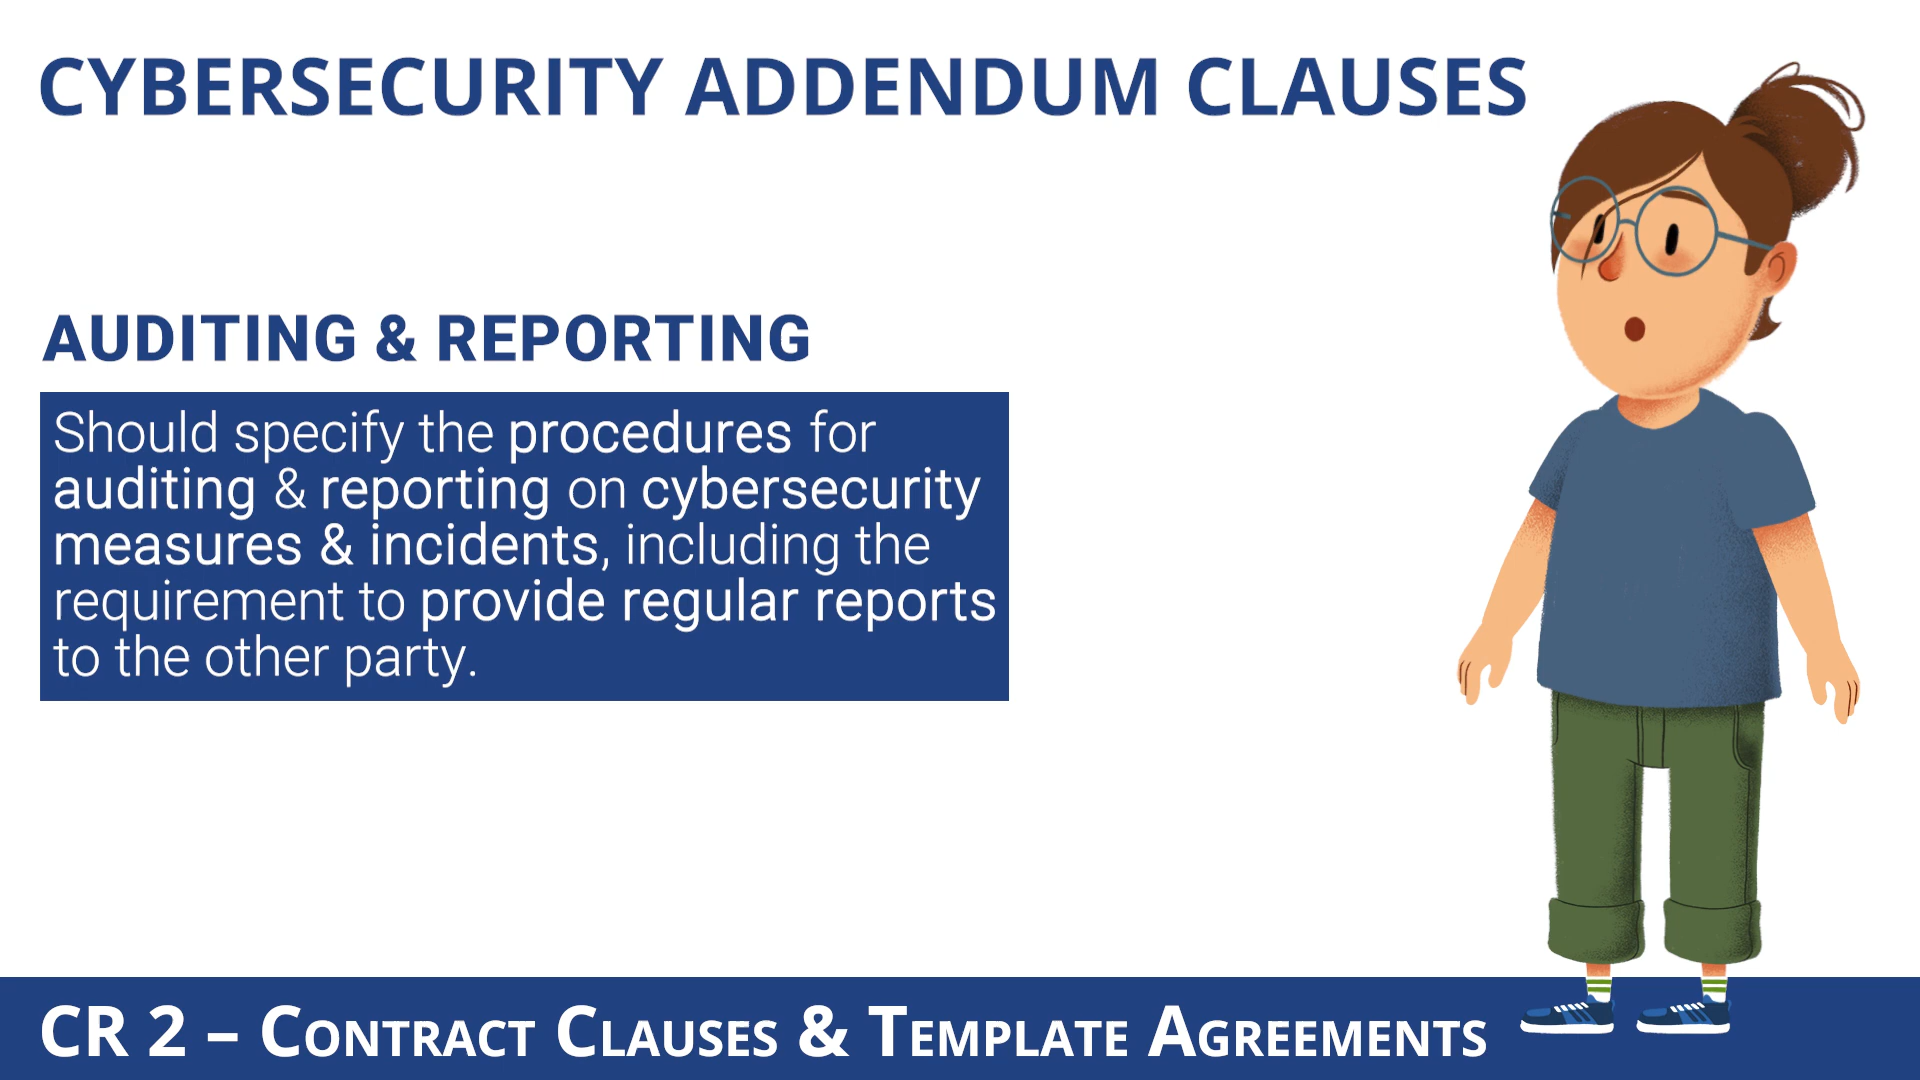 CYBERSECURITY ADDENDUM CLAUSES
AUDITING & REPORTING
Should specify the procedures for
auditing & reporting on cybersecurity
measures & incidents, including the
requirement to provide regular reports
to the other party.
CR 2 – Contract Clauses & Template Agreements